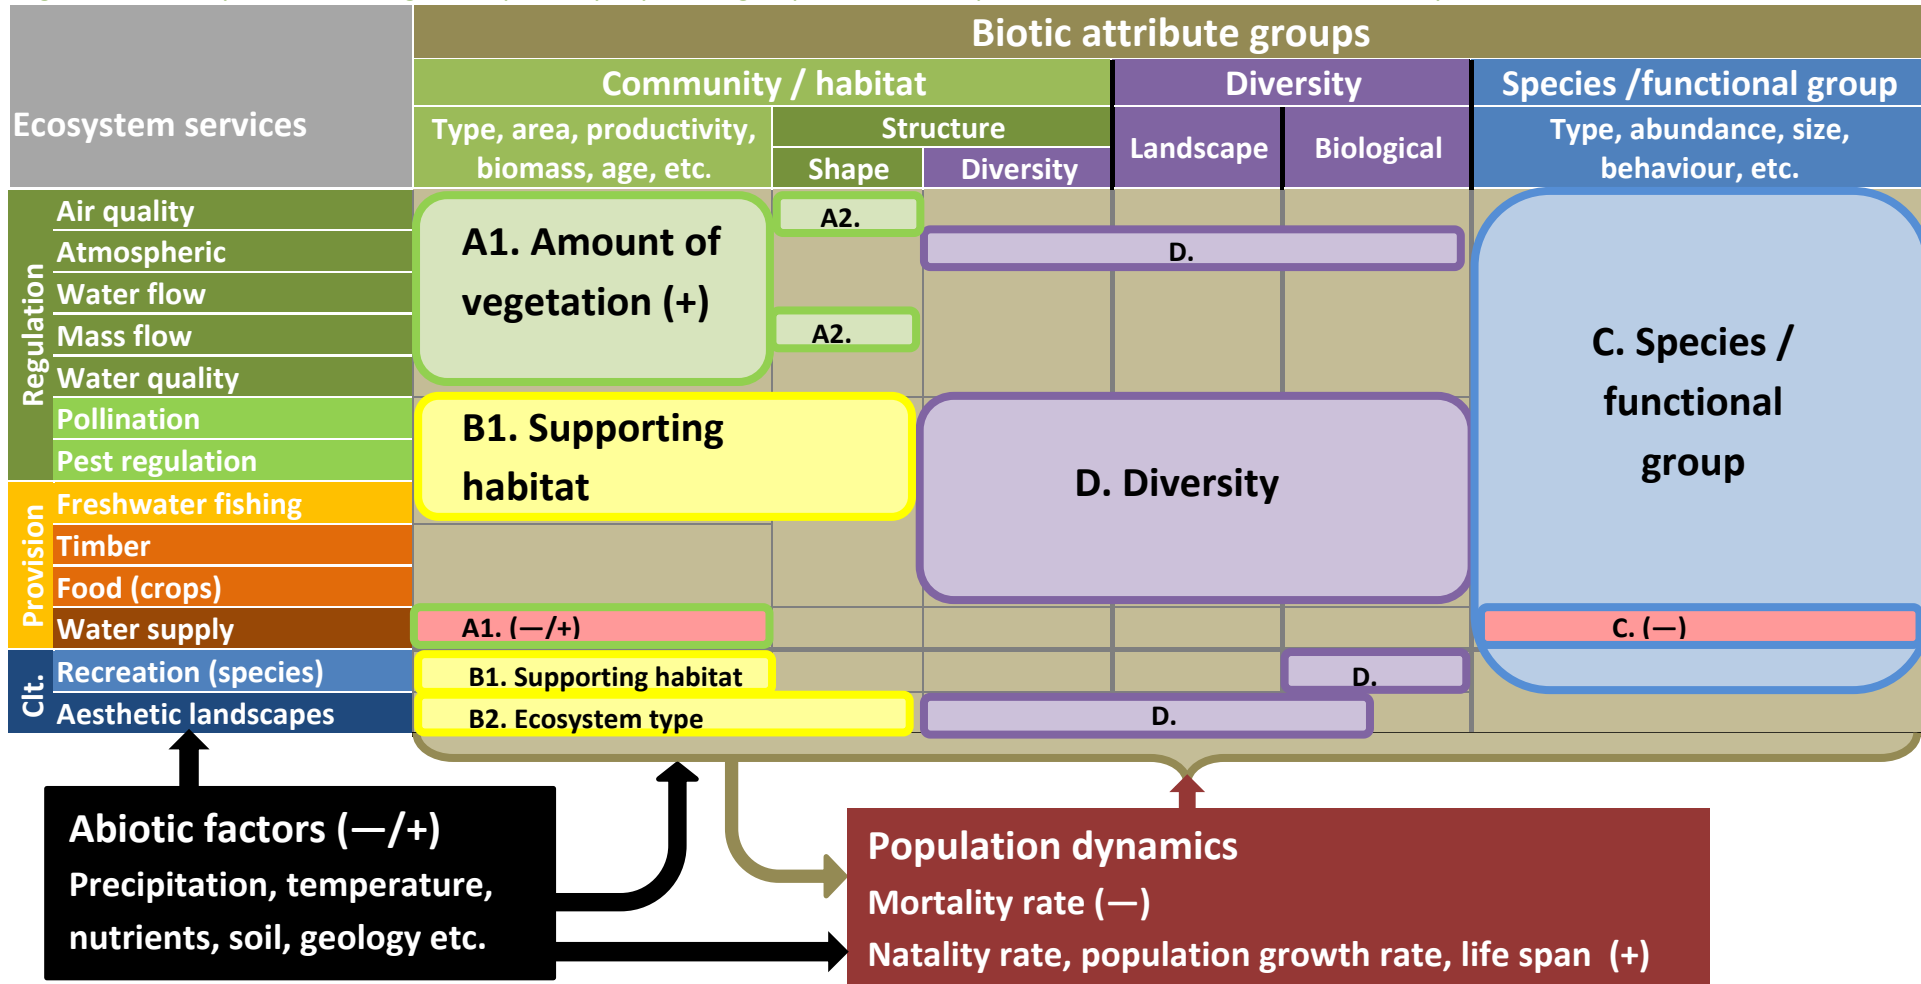 Biotic attribute groups
Ecosystem services
Community / habitat
Diversity
Species /functional group
Type, area, productivity,
biomass, age, etc.
Structure
Shape
Diversity
Landscape
Biological
Type, abundance, size,
behaviour, etc.
Regulation
Air quality
Atmospheric
Water flow
Mass flow
Water quality
Pollination
Pest regulation
Provision
Freshwater fishing
Timber
Food (crops)
Water supply
Clt.
Recreation (species)
Aesthetic landscapes
A1. Amount of
vegetation (+)
A2.
D.
A2.
B1. Supporting
habitat
D. Diversity
C. Species /
functional
group
A1. (—/+)
C. (—)
B1. Supporting habitat
D.
B2. Ecosystem type
D.
Abiotic factors (—/+)
Precipitation, temperature,
nutrients, soil, geology etc.
Population dynamics
Mortality rate (—)
Natality rate, population growth rate, life span (+)